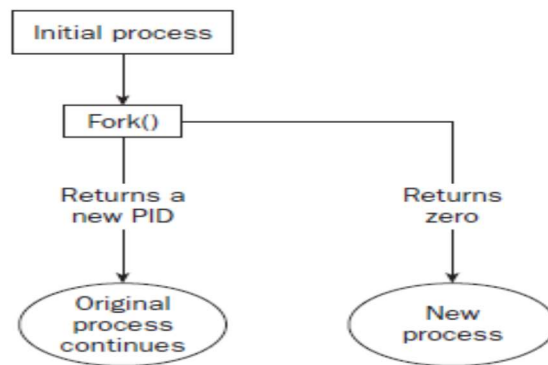 Initial process
Fork()
Returns a
new PID
Returns
zero
Original
process
continues
New
process